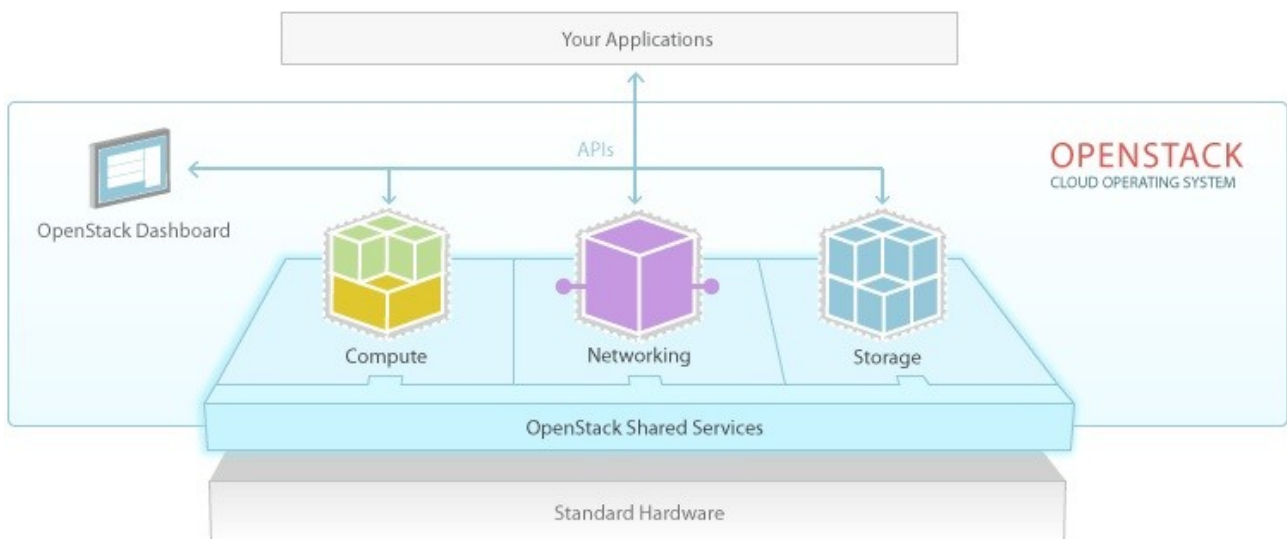 Your Applications
APIs
OPENSTACK
CLOUD OPERATING SYSTEM
OpenStack Dashboard
Compute
Networking
Storage
OpenStack Shared Services
Standard Hardware